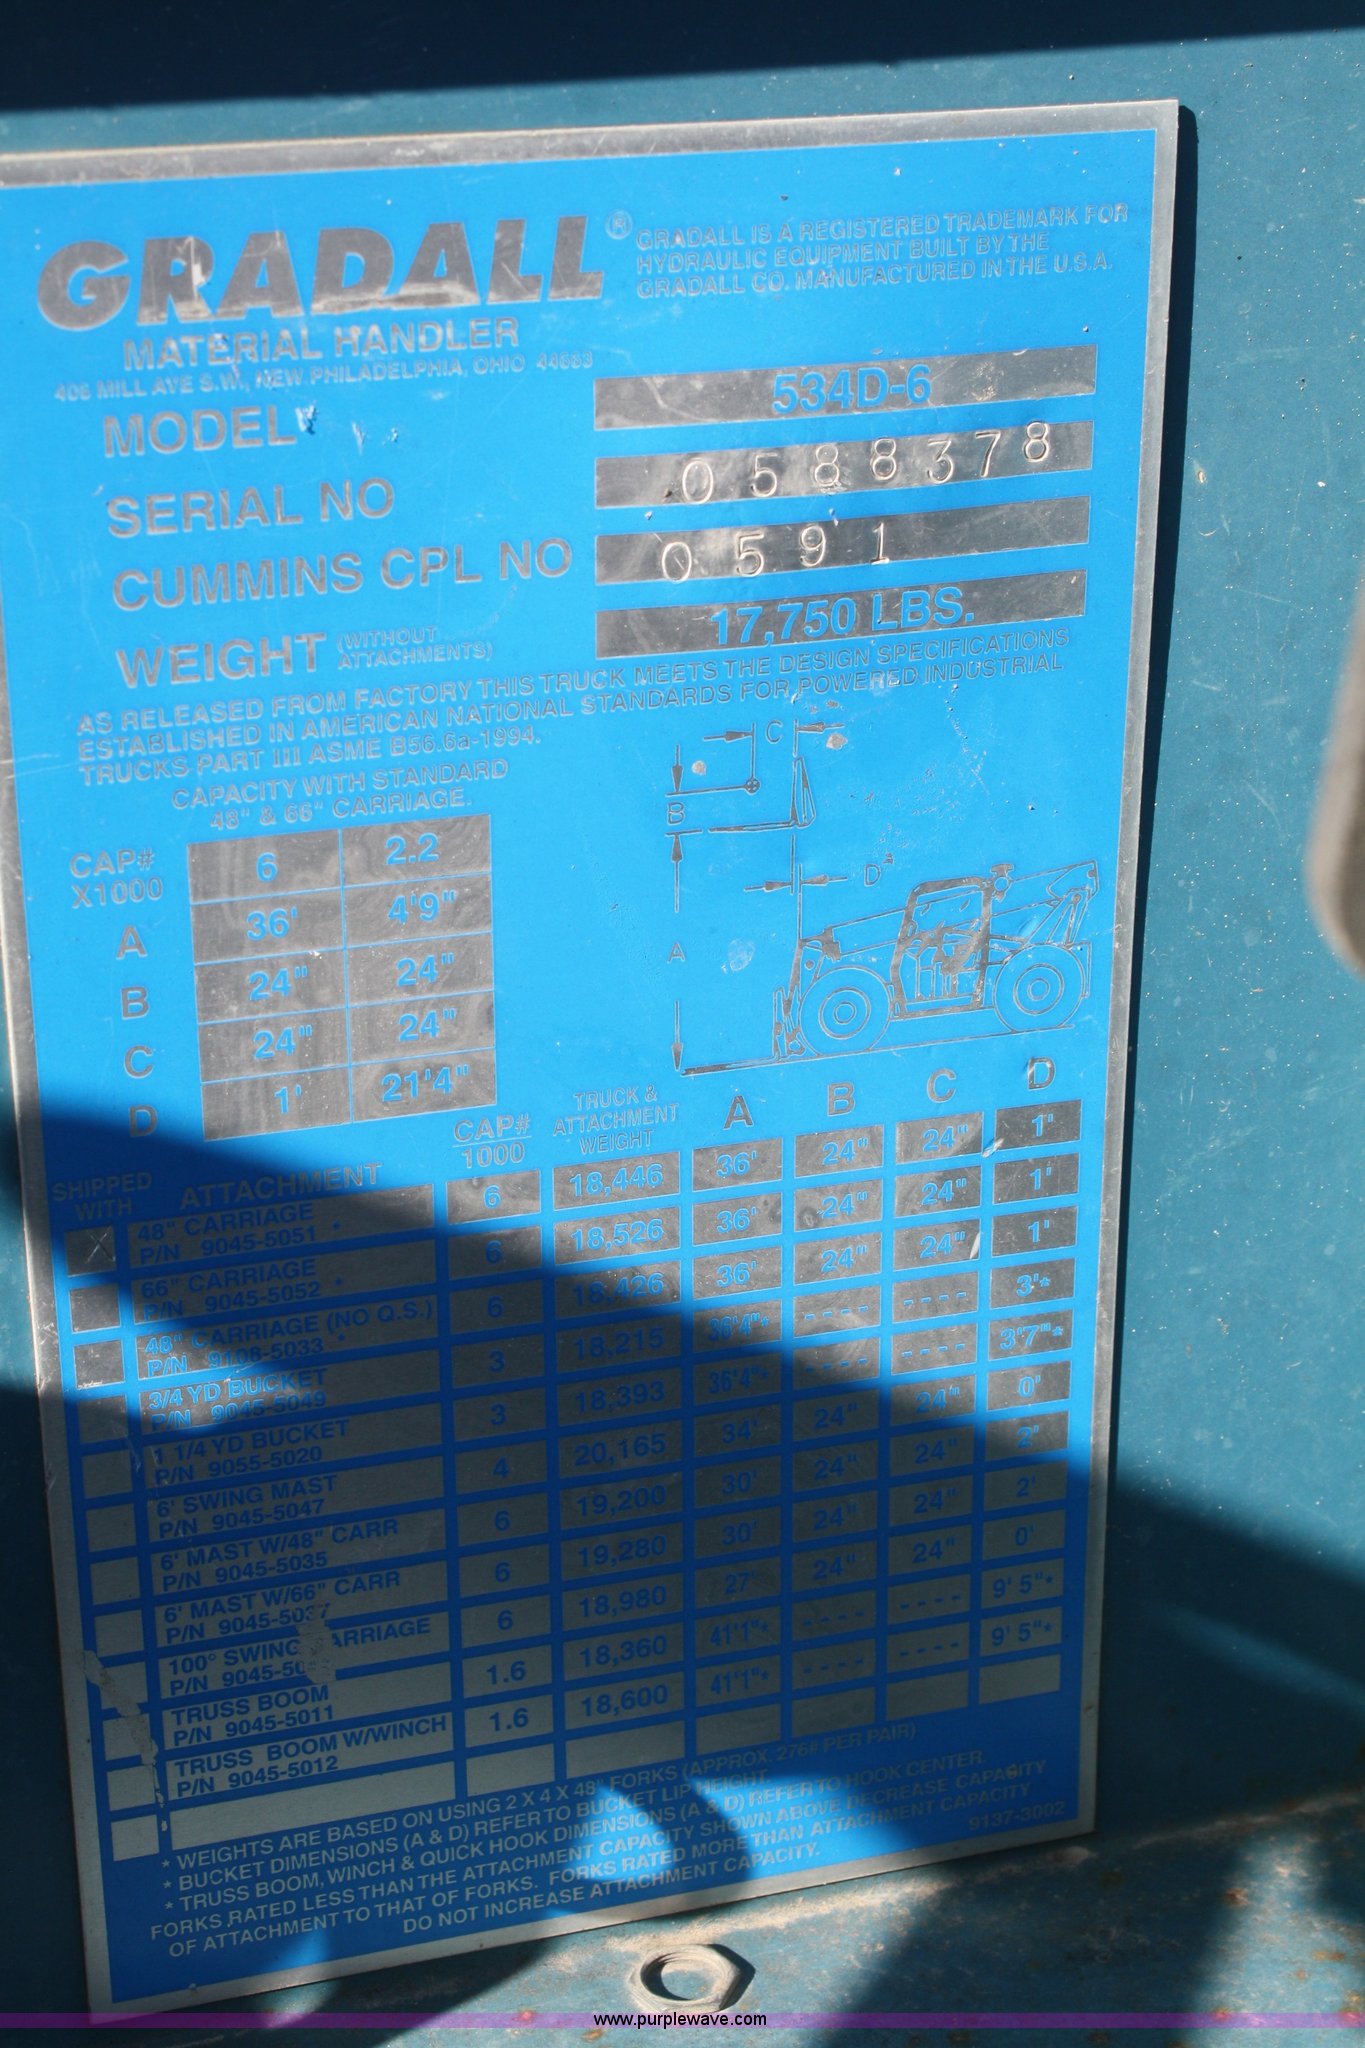 GRADALL®
MATERIAL HANDLER
406 MILL AVE S.W., NEW PHILADELPHIA, OHIO 44663
GRADALL IS A REGISTERED TRADEMARK FOR
HYDRAULIC EQUIPMENT BUILT BY THE
GRADALL CO. MANUFACTURED IN THE U.S.A.
MODEL 534D-6
SERIAL NO 0588378
CUMMINS CPL NO 0591
WEIGHT (WITHOUT ATTACHMENTS) 17,750 LBS.
AS RELEASED FROM FACTORY THIS TRUCK MEETS THE DESIGN SPECIFICATIONS
ESTABLISHED IN AMERICAN NATIONAL STANDARDS FOR POWERED INDUSTRIAL
TRUCKS PART III ASME B56.6a-1994.
CAPACITY WITH STANDARD
48" & 66" CARRIAGE.
CAP# X1000 6 2.2
A 36' 4'9"
B 24" 24"
C 24" 24"
D 1' 21'4"
C
B
D
A
SHIPPED WITH ATTACHMENT CAP# 1000 TRUCK & ATTACHMENT WEIGHT A B C D
X 48" CARRIAGE * 6 18,446 36' 24" 24" 1'
P/N 9045-5051
66" CARRIAGE * 6 18,526 36' 24" 24" 1'
P/N 9045-5052
48" CARRIAGE (NO Q.S.) * 6 18,426 36' 24" 24" 1'
P/N 9108-5033
3/4 YD BUCKET 3 18,215 36'4"* ---- ---- 3'*
P/N 9045-5049
1 1/4 YD BUCKET 3 18,393 36'4"* ---- ---- 3'7"*
P/N 9055-5020
6' SWING MAST 4 20,165 34' 24" 24" 0'
P/N 9045-5047
6' MAST W/48" CARR 6 19,200 30' 24" 24" 2'
P/N 9045-5035
6' MAST W/66" CARR 6 19,280 30' 24" 24" 2'
P/N 9045-5037
100° SWING CARRIAGE 6 18,980 27' 24" 24" 0'
P/N
TRUSS BOOM 1.6 18,360 41'1"* ---- ---- 9' 5"*
P/N 9045-5011
TRUSS BOOM W/WINCH 1.6 18,600 41'1"* ---- ---- 9' 5"*
P/N 9045-5012
* WEIGHTS ARE BASED ON USING 2 X 4 X 48" FORKS (APPROX. 276# PER PAIR)
* BUCKET DIMENSIONS (A & D) REFER TO BUCKET LIP HEIGHT.
* TRUSS BOOM, WINCH & QUICK HOOK DIMENSIONS (A & D) REFER TO HOOK CENTER.
FORKS RATED LESS THAN THE ATTACHMENT CAPACITY SHOWN ABOVE DECREASE CAPACITY
OF ATTACHMENT TO THAT OF FORKS. FORKS RATED MORE THAN ATTACHMENT CAPACITY
DO NOT INCREASE ATTACHMENT CAPACITY.
9137-3002
www.purplewave.com